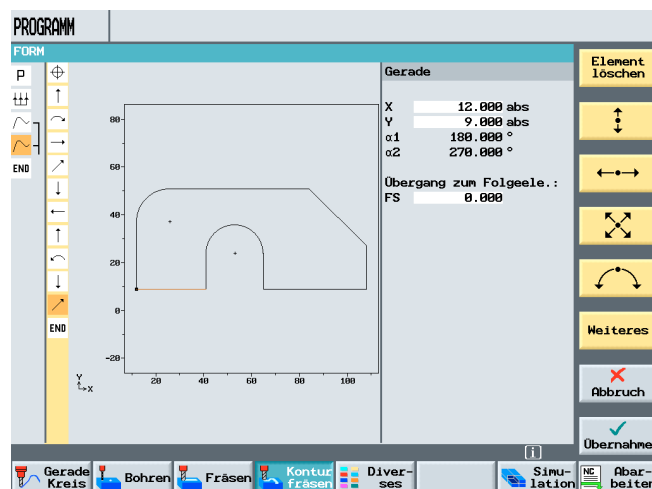 PROGRAMM
FORM
P
END
END
80
60
40
20
0
-20
20 40 60 80 100
Y
X
Gerade
X 12.000 abs
Y 9.000 abs
α1 180.000 °
α2 270.000 °
Übergang zum Folgeele.:
FS 0.000
Element
löschen
Weiteres
Abbruch
Übernahme
i
Gerade
Kreis
Bohren
Fräsen
Kontur
fräsen
Diver-
ses
Simu-
lation
NC
Abar-
beiten